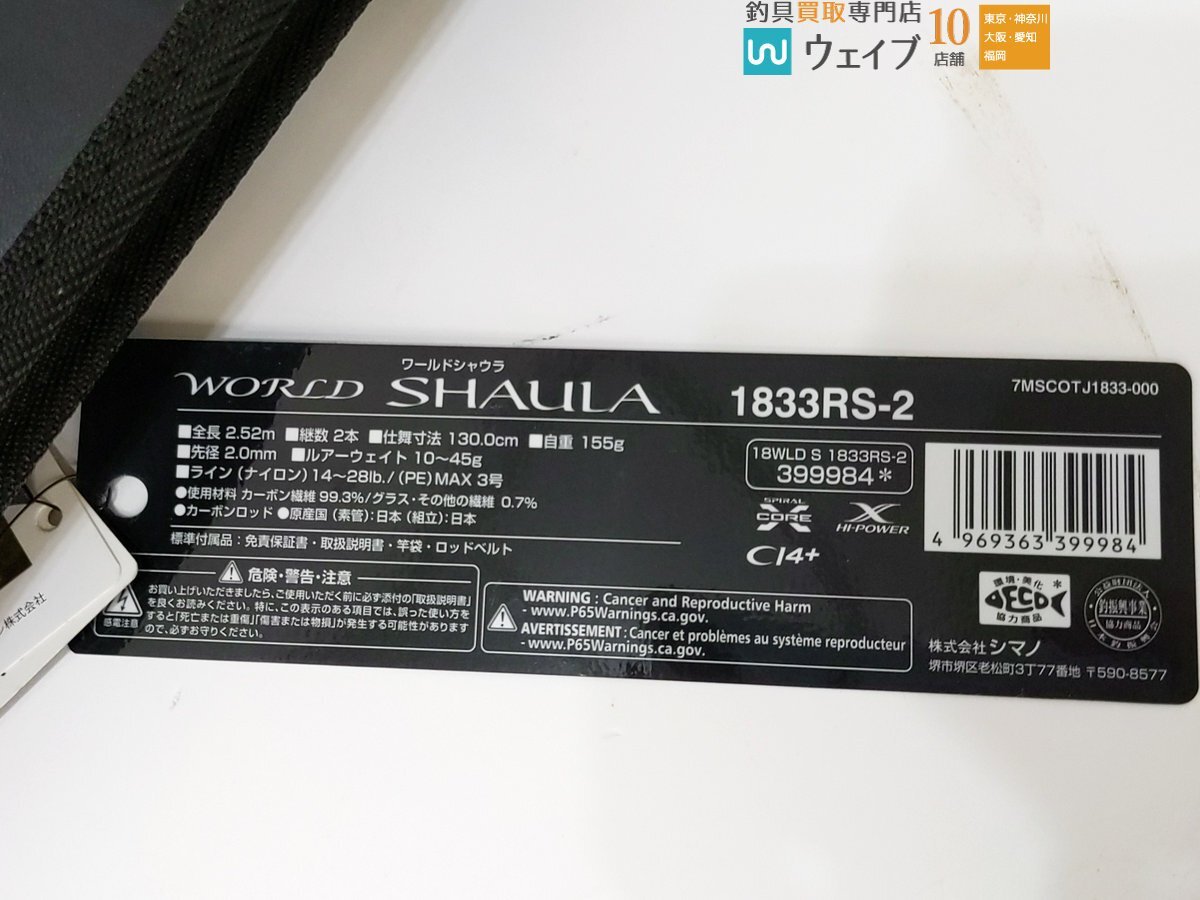 釣具買取専門店
ウェイブ
10
店舗
東京・神奈川
大阪・愛知
福岡
ワールドシャウラ
WORLD SHAULA 1833RS-2
7MSCOTJ1833-000
■全長 2.52m ■継数 2本 ■仕舞寸法 130.0cm ■自重 155g
■先径 2.0mm ■ルアーウェイト 10～45g
■ライン (ナイロン) 14～28lb./(PE) MAX 3号
●使用材料 カーボン繊維 99.3%/グラス・その他の繊維 0.7%
●カーボンロッド ●原産国 (素管):日本 (組立):日本
標準付属品：免責保証書・取扱説明書・竿袋・ロッドベルト
18WLD S 1833RS-2
399984*
SPIRAL
X
CORE
X
HI-POWER
CI4+
4 969363 399984
危険・警告・注意
お買い上げいただきましたら、ご使用いただく前に必ず添付の「取扱説明書」
を良くお読みください。特に、この表示のある項目では、誤った使い方を
すると「死亡または重傷」「傷害または物損」が発生する可能性があります
ので、必ずお守りください。
感電注意
WARNING : Cancer and Reproductive Harm
- www.P65Warnings.ca.gov.
AVERTISSEMENT : Cancer et problèmes au système reproducteur
- www.P65Warnings.ca.gov.
環境・美化 *
ECO
協力商品
公益財団法人
釣振興事業
協力商品
日本釣振興会
株式会社 シマノ
堺市堺区老松町3丁77番地 〒590-8577
ン株式会社